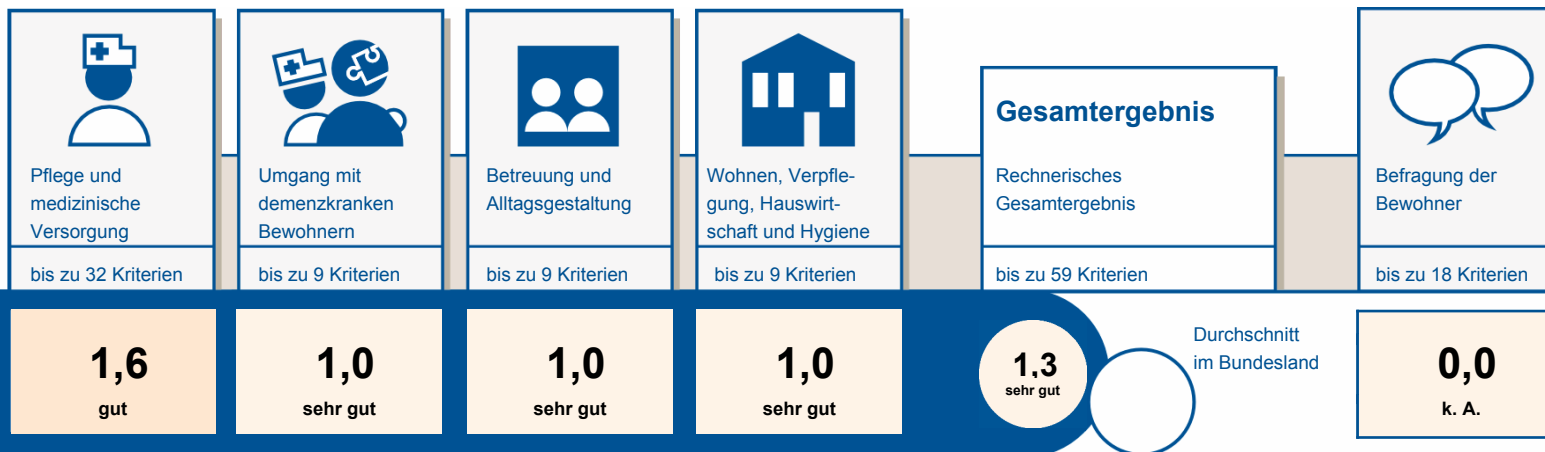 Pflege und
medizinische
Versorgung
bis zu 32 Kriterien
1,6
gut
Umgang mit
demenzkranken
Bewohnern
bis zu 9 Kriterien
1,0
sehr gut
Betreuung und
Alltagsgestaltung
bis zu 9 Kriterien
1,0
sehr gut
Wohnen, Verpfle-
gung, Hauswirt-
schaft und Hygiene
bis zu 9 Kriterien
1,0
sehr gut
Gesamtergebnis
Rechnerisches
Gesamtergebnis
bis zu 59 Kriterien
1,3
sehr gut
Durchschnitt
im Bundesland
Befragung der
Bewohner
bis zu 18 Kriterien
0,0
k. A.